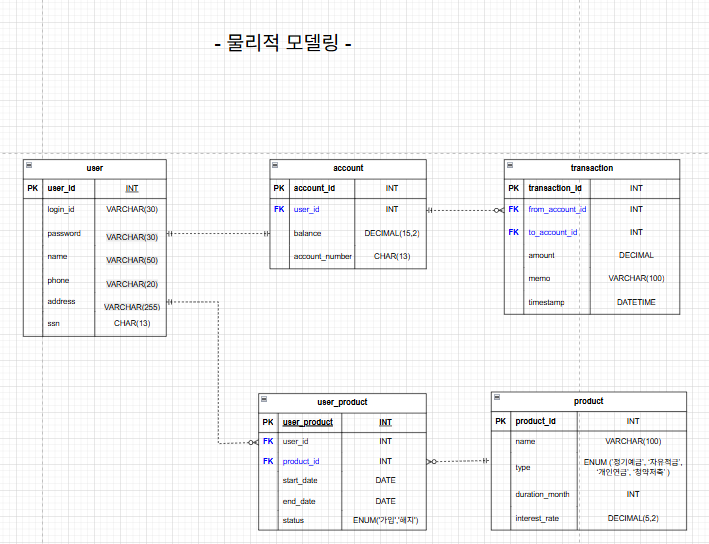 - 물리적 모델링 -
user
PK user_id INT
login_id VARCHAR(30)
password VARCHAR(30)
name VARCHAR(50)
phone VARCHAR(20)
address VARCHAR(255)
ssn CHAR(13)
account
PK account_id INT
FK user_id INT
balance DECIMAL(15,2)
account_number CHAR(13)
transaction
PK transaction_id INT
FK from_account_id INT
FK to_account_id INT
amount DECIMAL
memo VARCHAR(100)
timestamp DATETIME
user_product
PK user_product INT
FK user_id INT
FK product_id INT
start_date DATE
end_date DATE
status ENUM('가입','해지')
product
PK product_id INT
name VARCHAR(100)
type ENUM ('정기예금', '자유적금',
'개인연금', '청약저축' )
duration_month INT
interest_rate DECIMAL(5,2)